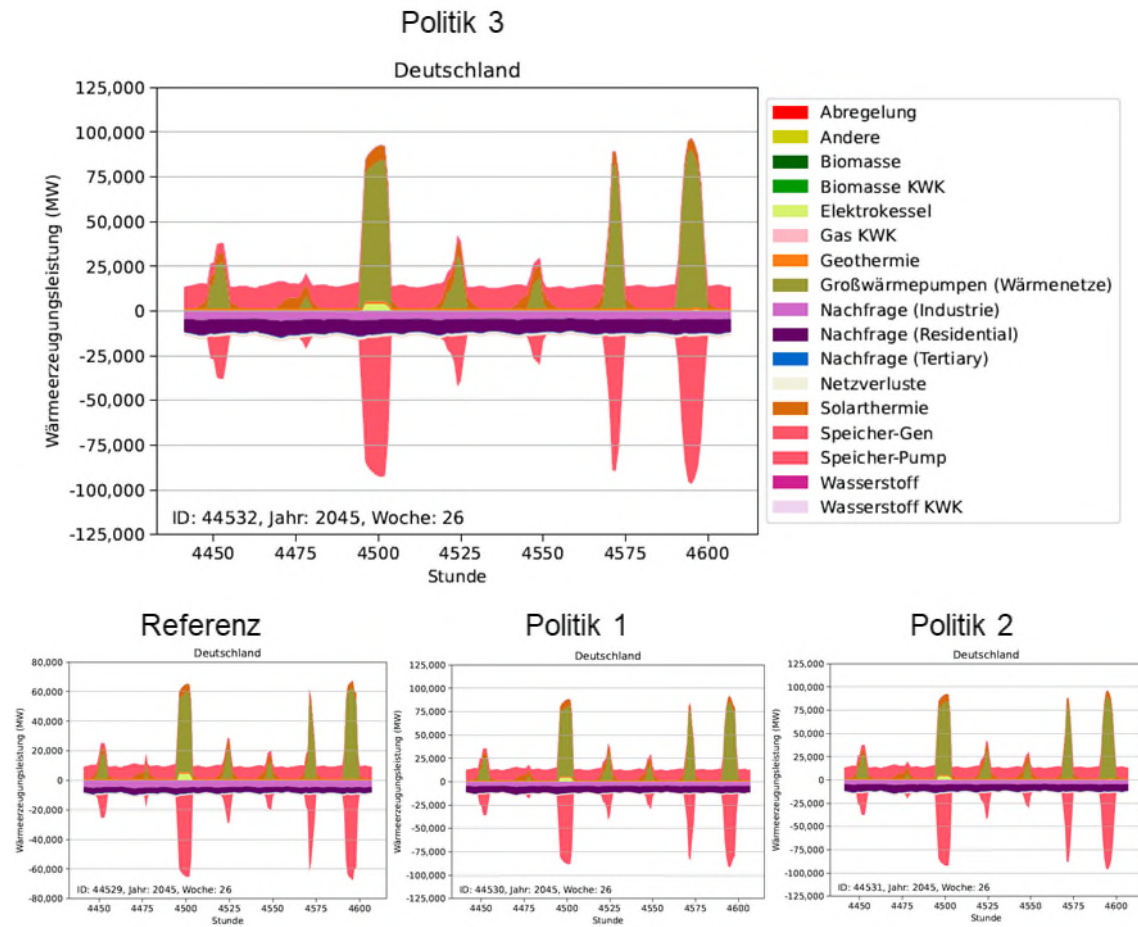 Politik 3
Deutschland
Wärmeerzeugungsleistung (MW)
125,000
100,000
75,000
50,000
25,000
0
-25,000
-50,000
-75,000
-100,000
-125,000
ID: 44532, Jahr: 2045, Woche: 26
4450 4475 4500 4525 4550 4575 4600
Stunde
Abregelung
Andere
Biomasse
Biomasse KWK
Elektrokessel
Gas KWK
Geothermie
Großwärmepumpen (Wärmenetze)
Nachfrage (Industrie)
Nachfrage (Residential)
Nachfrage (Tertiary)
Netzverluste
Solarthermie
Speicher-Gen
Speicher-Pump
Wasserstoff
Wasserstoff KWK
Referenz
Deutschland
Wärmeerzeugungsleistung (MW)
80,000
60,000
40,000
20,000
0
-20,000
-40,000
-60,000
-80,000
ID: 44529, Jahr: 2045, Woche: 26
4450 4475 4500 4525 4550 4575 4600
Stunde
Politik 1
Deutschland
Wärmeerzeugungsleistung (MW)
125,000
100,000
75,000
50,000
25,000
0
-25,000
-50,000
-75,000
-100,000
-125,000
ID: 44530, Jahr: 2045, Woche: 26
4450 4475 4500 4525 4550 4575 4600
Stunde
Politik 2
Deutschland
Wärmeerzeugungsleistung (MW)
125,000
100,000
75,000
50,000
25,000
0
-25,000
-50,000
-75,000
-100,000
-125,000
ID: 44531, Jahr: 2045, Woche: 26
4450 4475 4500 4525 4550 4575 4600
Stunde